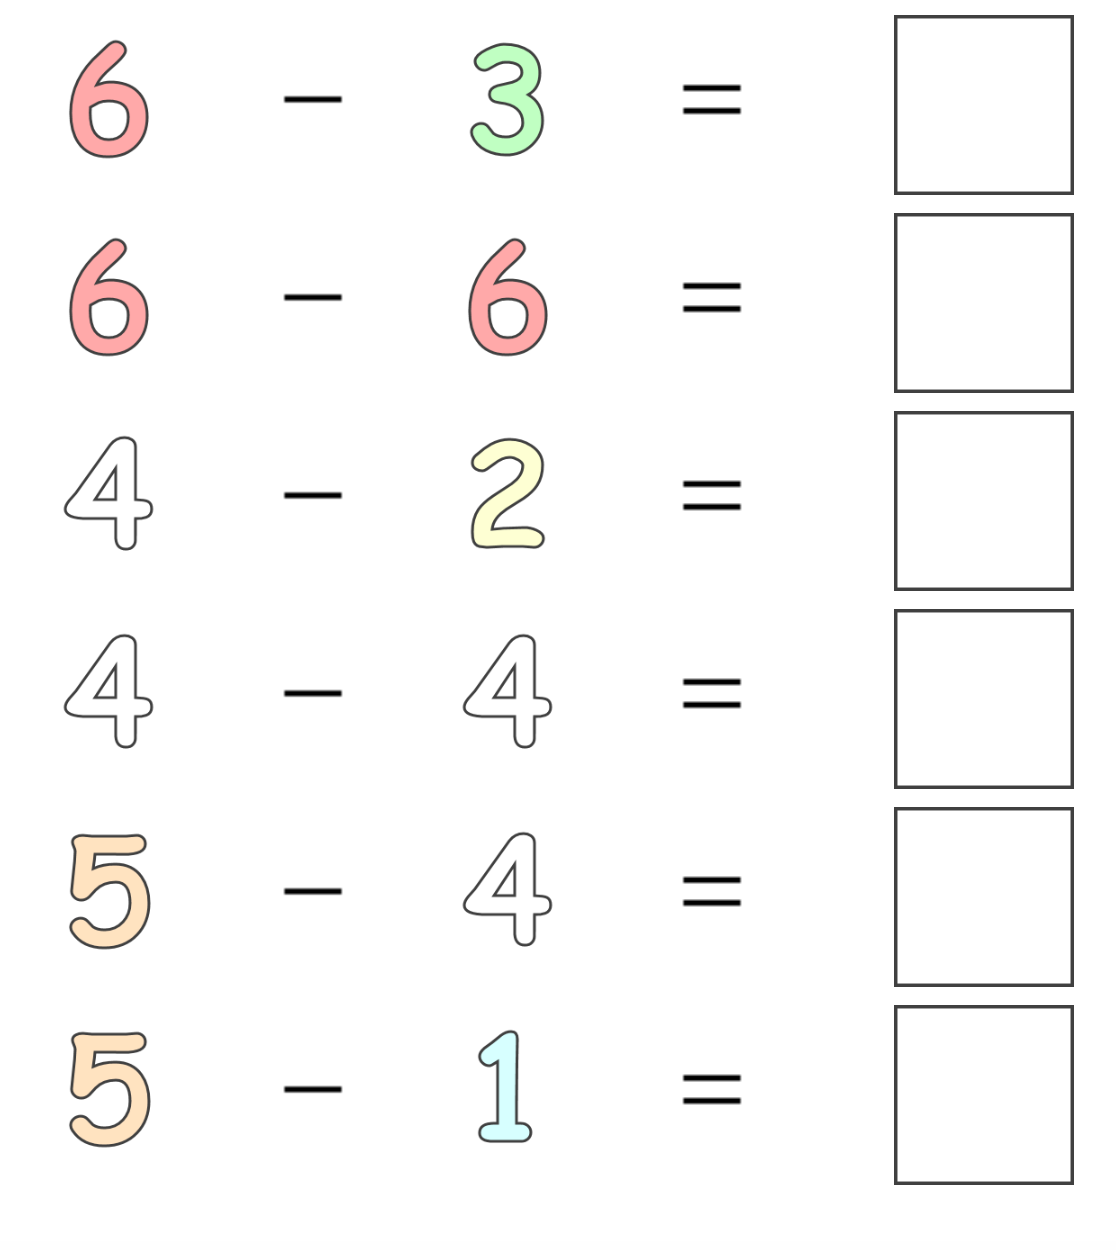 6 − 3 =
6 − 6 =
4 − 2 =
4 − 4 =
5 − 4 =
5 − 1 =